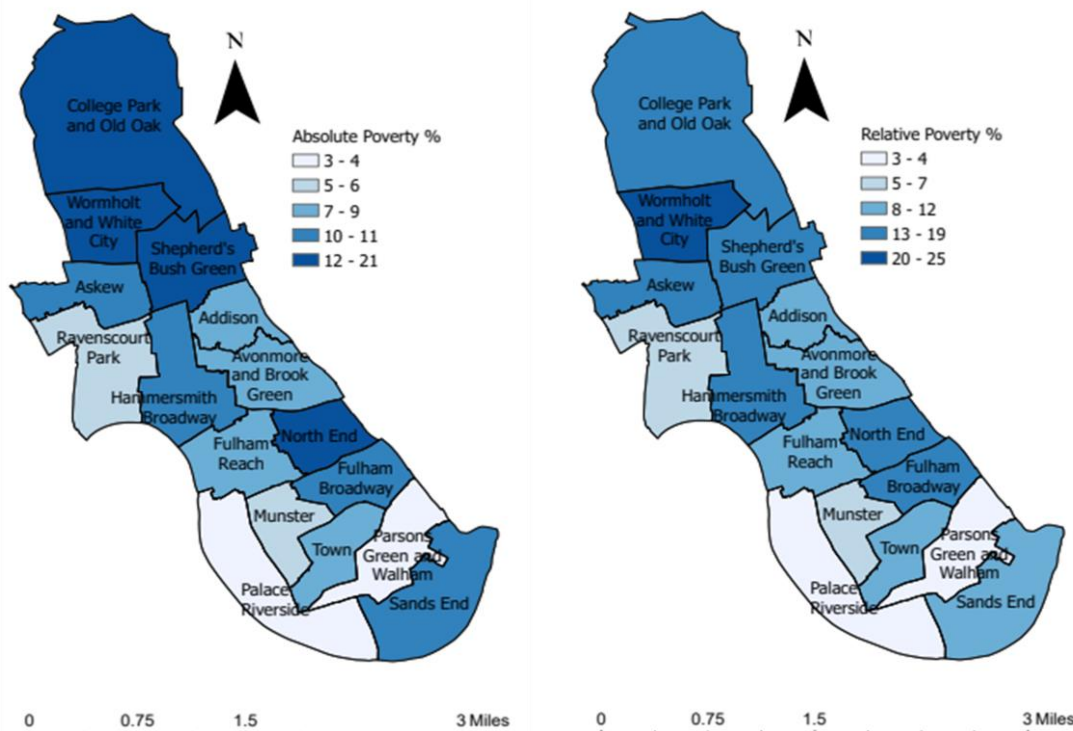 N
Absolute Poverty %
3 - 4
5 - 6
7 - 9
10 - 11
12 - 21
College Park
and Old Oak
Wormholt
and White
City
Shepherd's
Bush Green
Askew
Ravenscourt
Park
Addison
Avonmore
and Brook
Green
Hammersmith
Broadway
North End
Fulham
Reach
Fulham
Broadway
Munster
Town
Parsons
Green and
Walham
Palace
Riverside
Sands End
0 0.75 1.5 3 Miles
N
Relative Poverty %
3 - 4
5 - 7
8 - 12
13 - 19
20 - 25
College Park
and Old Oak
Wormholt
and White
City
Shepherd's
Bush Green
Askew
Ravenscourt
Park
Addison
Avonmore
and Brook
Green
Hammersmith
Broadway
North End
Fulham
Reach
Fulham
Broadway
Munster
Town
Parsons
Green and
Walham
Palace
Riverside
Sands End
0 0.75 1.5 3 Miles